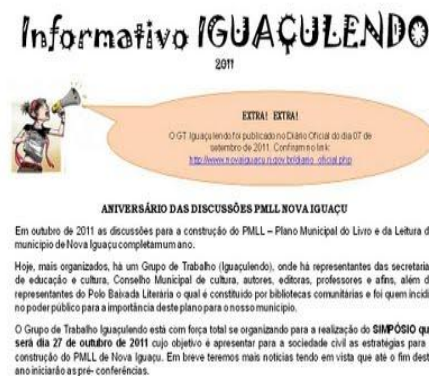 Informativo IGUAÇULENDO
2011
EXTRA! EXTRA!
O GT Iguaçulendo foi publicado no Diário Oficial do dia 07 de
setembro de 2011. Confiram no link:
http://www.novaiguacu.rj.gov.br/diario_oficial.php
ANIVERSÁRIO DAS DISCUSSÕES PMLL NOVA IGUAÇU
Em outubro de 2011 as discussões para a construção do PMLL – Plano Municipal do Livro e da Leitura d
município de Nova Iguaçu completam um ano.
Hoje, mais organizados, há um Grupo de Trabalho (Iguaçulendo), onde há representantes das secretaria
de educação e cultura, Conselho Municipal de cultura, autores, editoras, professores e afins, além d
representantes do Polo Baixada Literária o qual é constituído por bibliotecas comunitárias e foi quem incidi
no poder público para a importância deste plano para o nosso município.
O Grupo de Trabalho Iguaçulendo está com força total se organizando para a realização do SIMPÓSIO qu
será dia 27 de outubro de 2011 cujo objetivo é apresentar para a sociedade civil as estratégias para
construção do PMLL de Nova Iguaçu. Em breve teremos mais notícias tendo em vista que até o fim dest
ano iniciarão as pré- conferências.